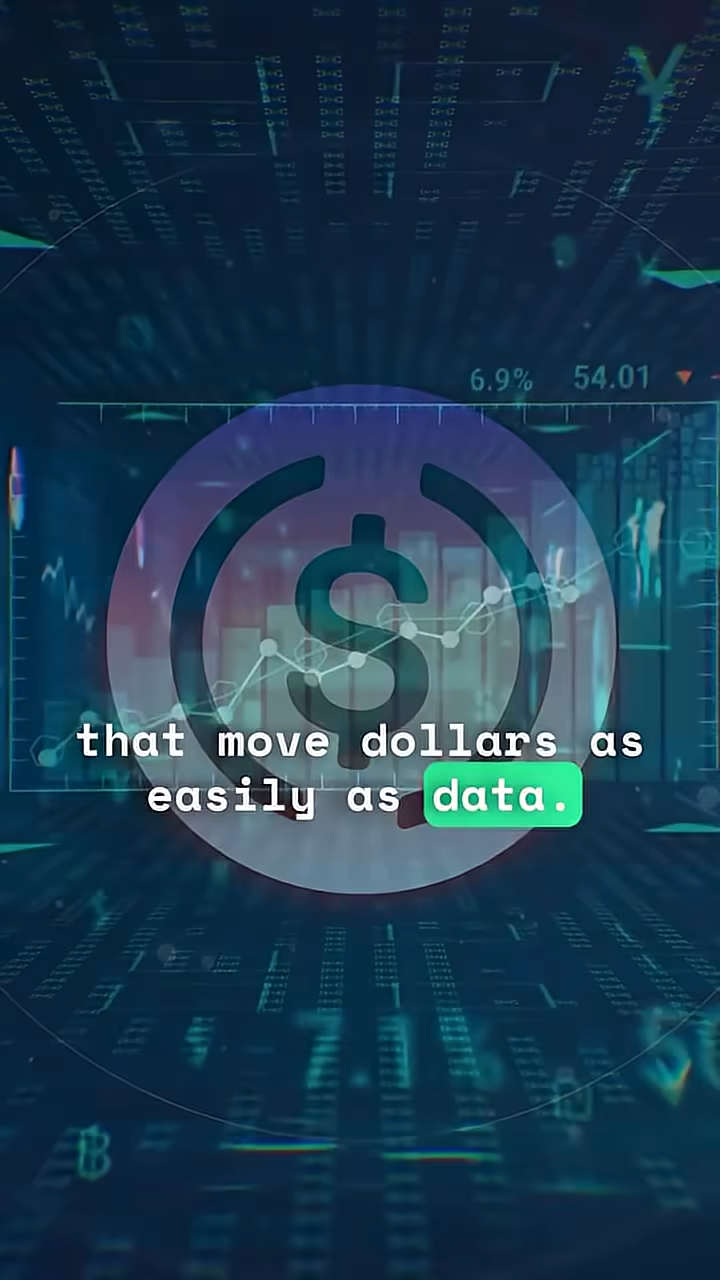 6.9% 54.01
$
that move dollars as
easily as data.